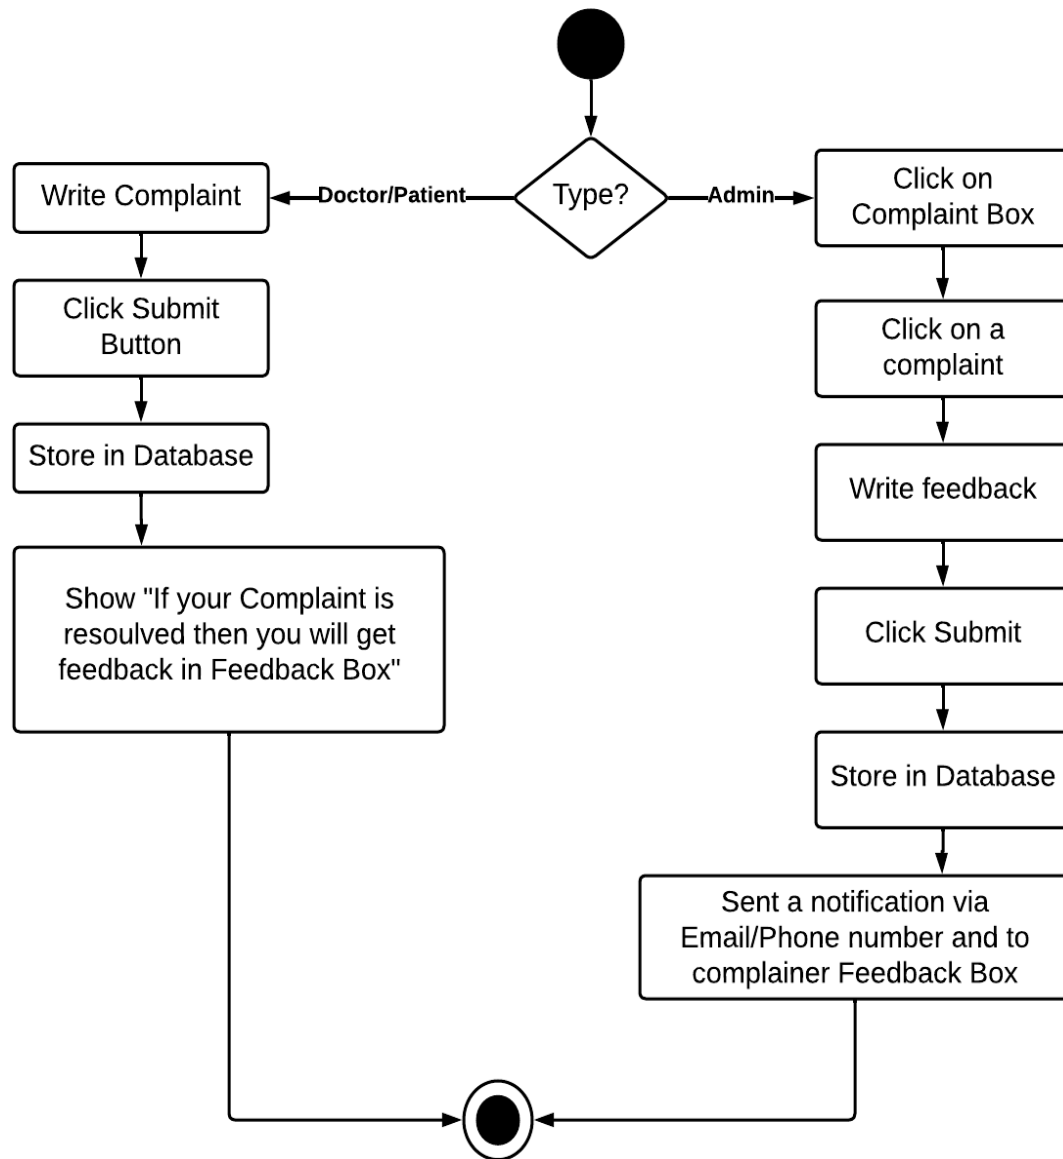 Type?
Doctor/Patient
Admin
Write Complaint
Click Submit
Button
Store in Database
Show "If your Complaint is
resoulved then you will get
feedback in Feedback Box"
Click on
Complaint Box
Click on a
complaint
Write feedback
Click Submit
Store in Database
Sent a notification via
Email/Phone number and to
complainer Feedback Box